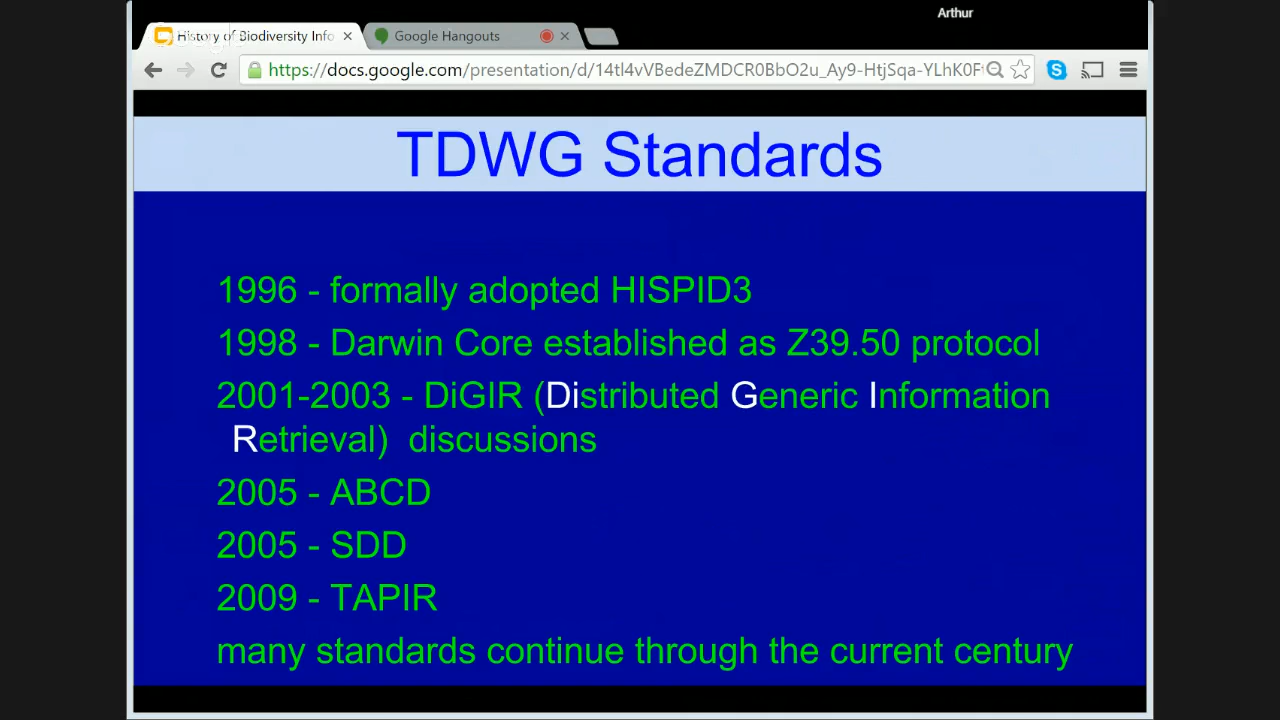 Arthur
History of Biodiversity Info
Google Hangouts
https://docs.google.com/presentation/d/14tl4vVBedeZMDCR0BbO2u_Ay9-HtjSqa-YLhK0F
TDWG Standards
1996 - formally adopted HISPID3
1998 - Darwin Core established as Z39.50 protocol
2001-2003 - DiGIR (Distributed Generic Information
Retrieval) discussions
2005 - ABCD
2005 - SDD
2009 - TAPIR
many standards continue through the current century